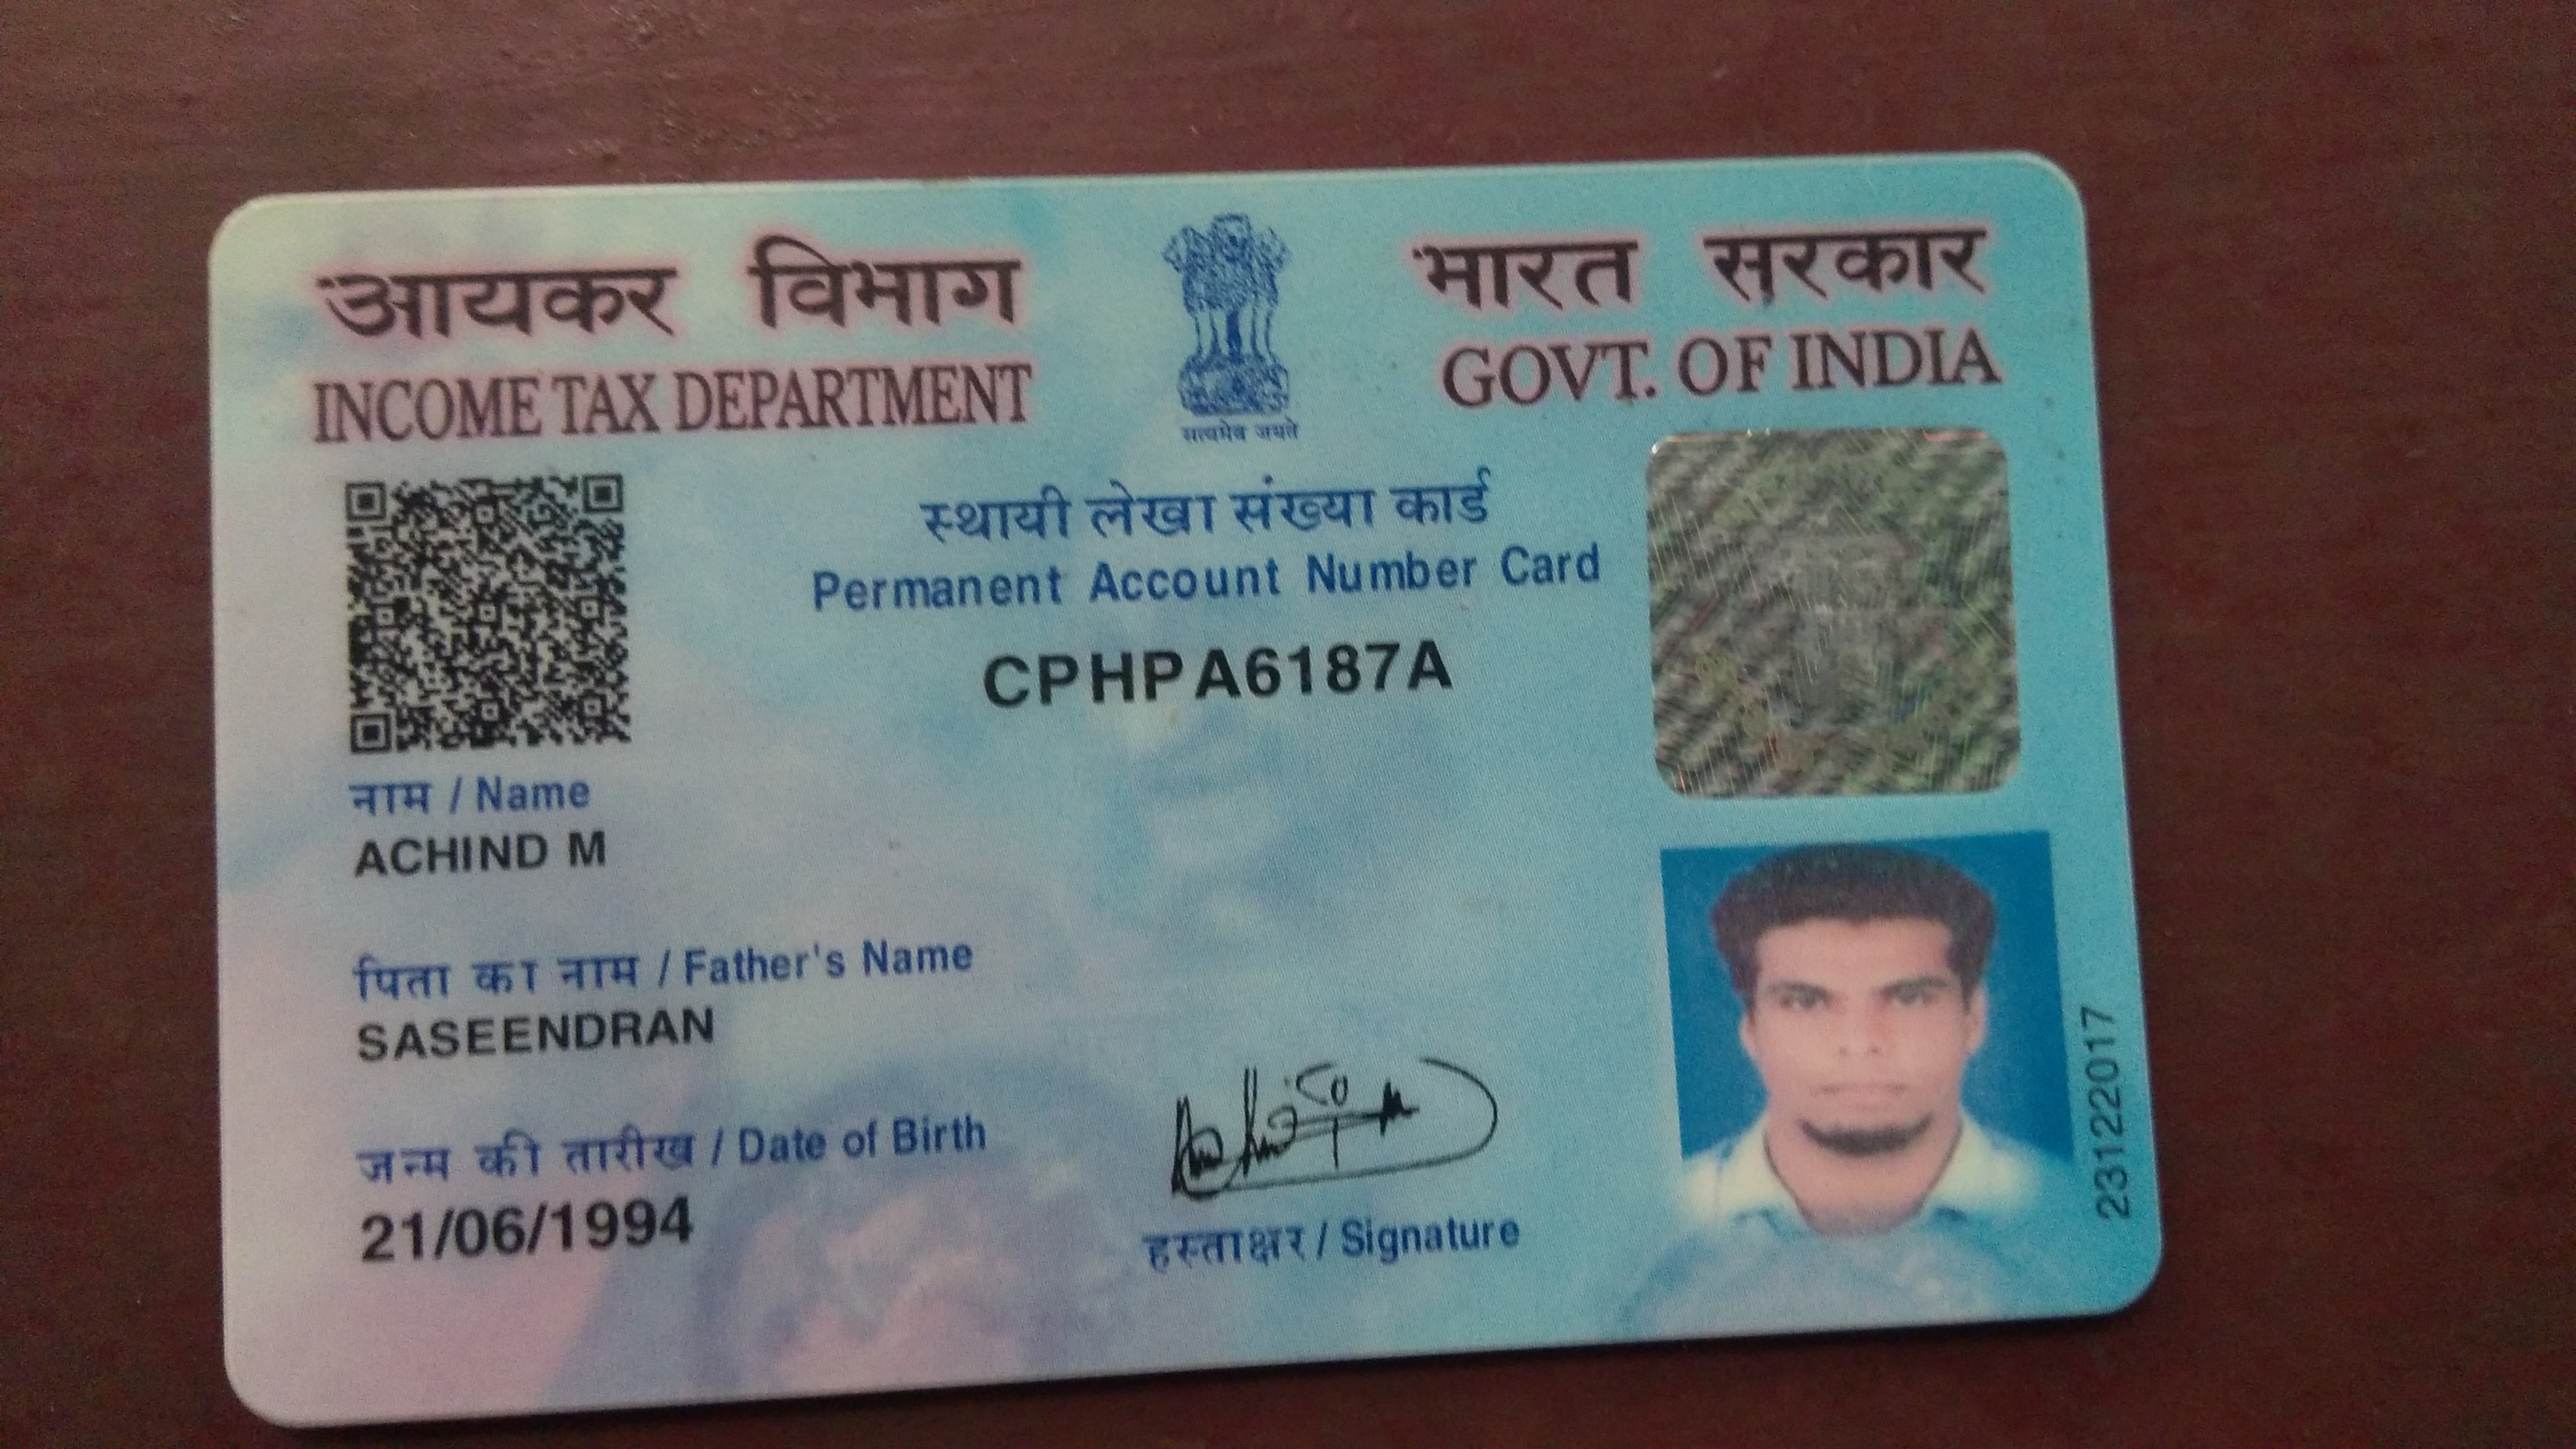 आयकर विभाग
INCOME TAX DEPARTMENT
सत्यमेव जयते
भारत सरकार
GOVT. OF INDIA
स्थायी लेखा संख्या कार्ड
Permanent Account Number Card
CPHPA6187A
नाम / Name
ACHIND M
पिता का नाम / Father's Name
SASEENDRAN
जन्म की तारीख / Date of Birth
21/06/1994
हस्ताक्षर / Signature
23122017